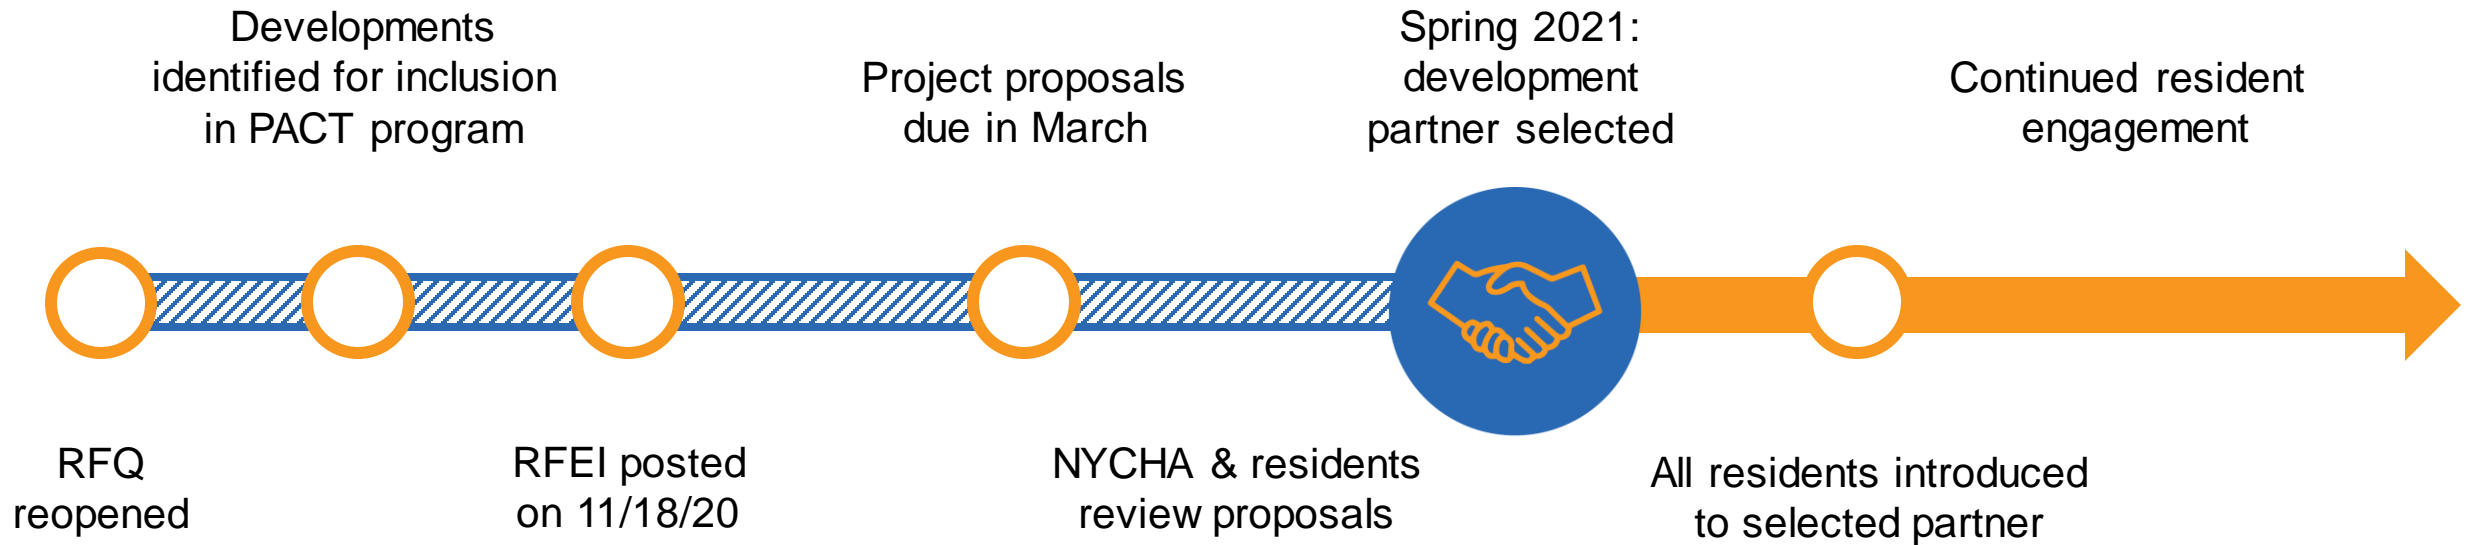 Developments
identified for inclusion
in PACT program
Project proposals
due in March
Spring 2021:
development
partner selected
Continued resident
engagement
RFQ
reopened
RFEI posted
on 11/18/20
NYCHA & residents
review proposals
All residents introduced
to selected partner